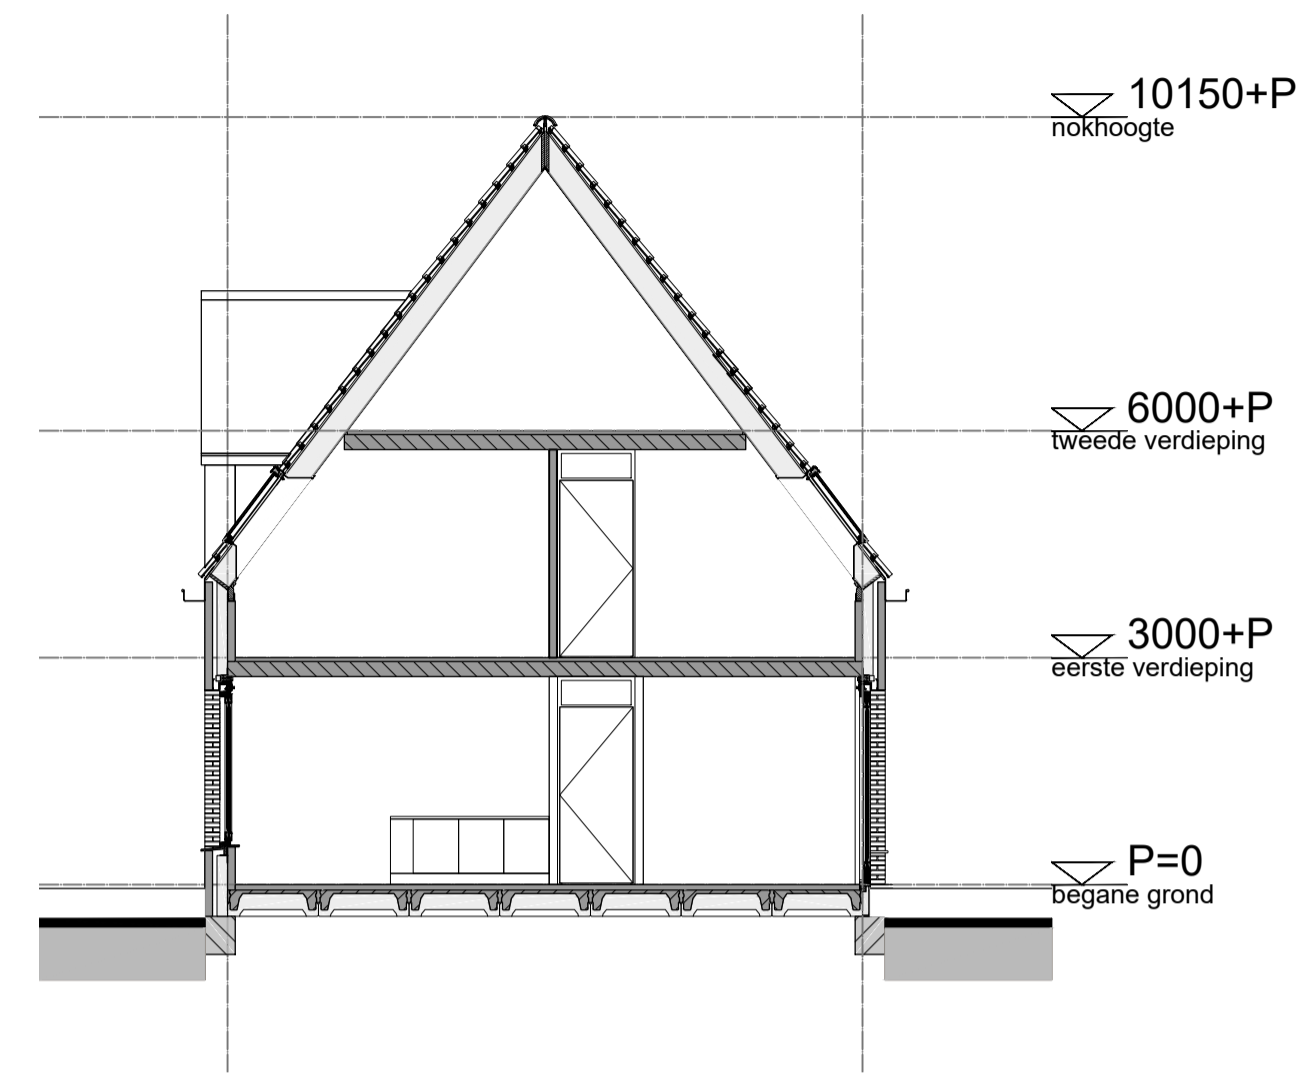 10150+P
nokhoogte
6000+P
tweede verdieping
3000+P
eerste verdieping
P=0
begane grond